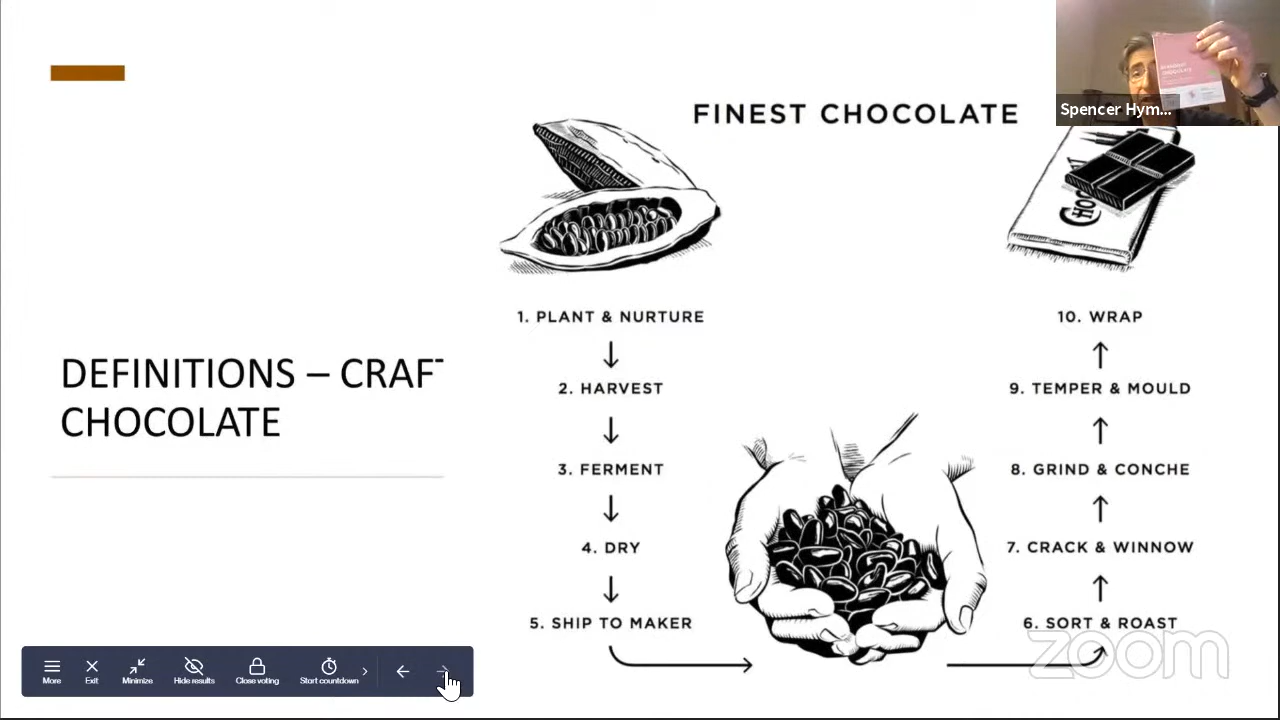 FINEST CHOCOLATE
Spencer Hym...
1. PLANT & NURTURE
2. HARVEST
3. FERMENT
4. DRY
5. SHIP TO MAKER
10. WRAP
9. TEMPER & MOULD
8. GRIND & CONCHE
7. CRACK & WINNOW
6. SORT & ROAST
DEFINITIONS – CRAFT
CHOCOLATE
More
Exit
Minimize
Hide results
Close voting
Start countdown
zoom